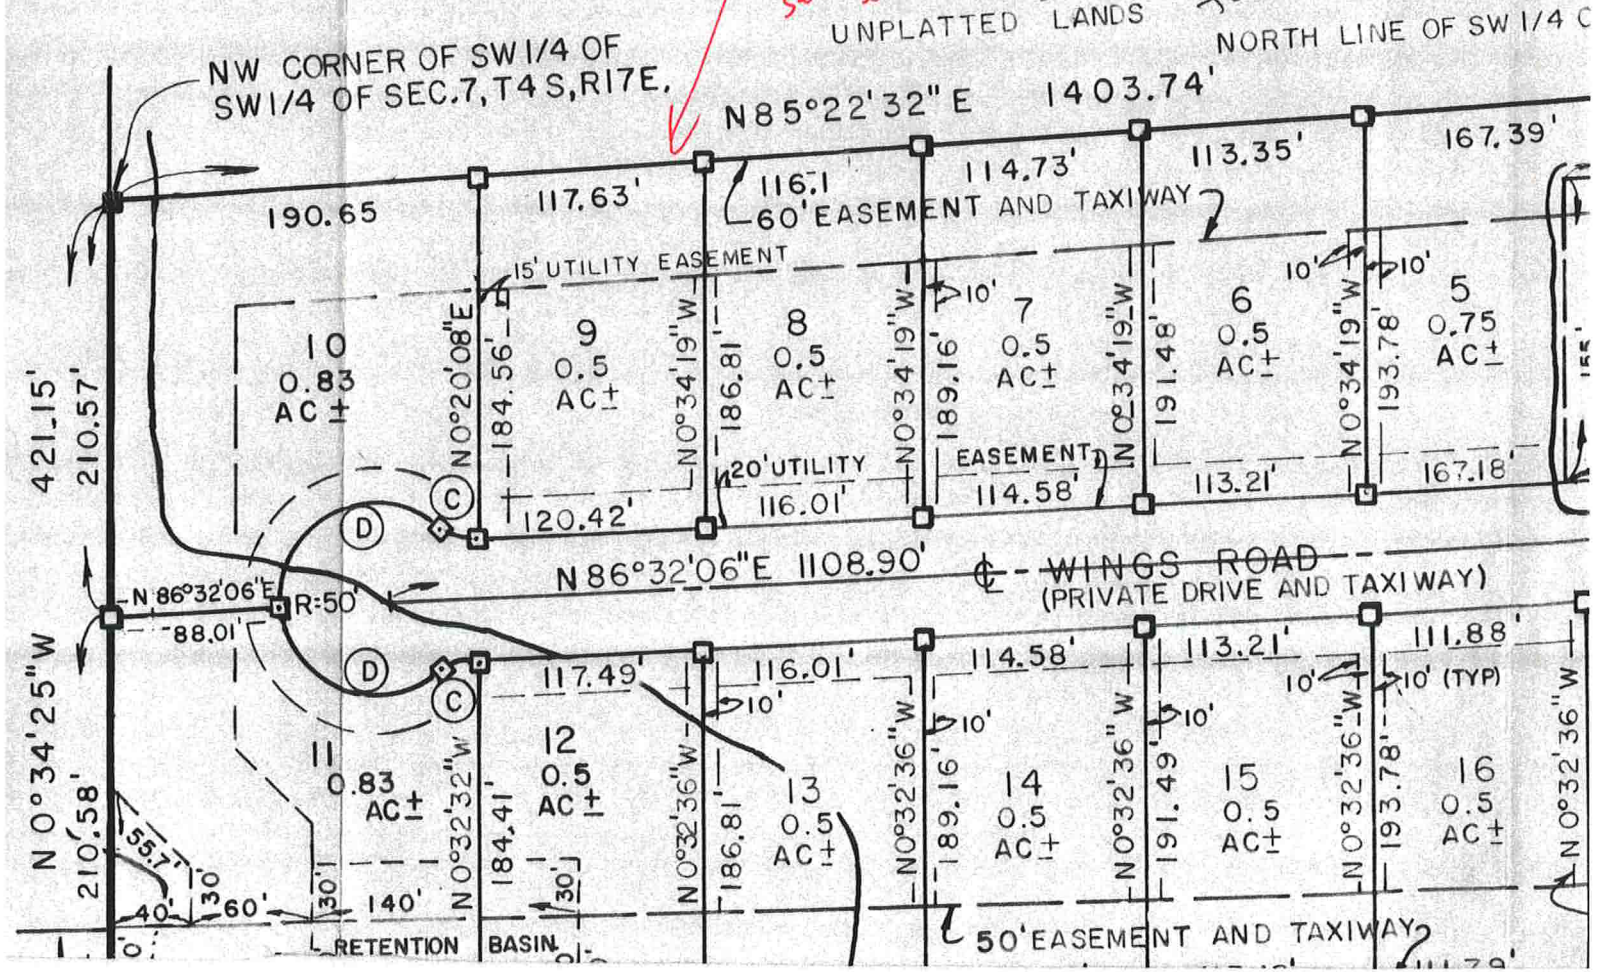 UNPLATTED LANDS
NORTH LINE OF SW 1/4
NW CORNER OF SW 1/4 OF
SW 1/4 OF SEC. 7, T4S, R17E.
N85°22'32" E 1403.74'
190.65
117.63'
116.1
114.73'
113.35'
167.39'
60' EASEMENT AND TAXIWAY
15' UTILITY EASEMENT
10'
10'
10'
10
0.83
AC ±
N0°20'08"E
184.56'
9
0.5
AC±
N0°34'19"W
186.81'
8
0.5
AC±
N0°34'19"W
189.16'
7
0.5
AC±
N0°34'19"W
191.48'
6
0.5
AC±
N0°34'19"W
193.78'
5
0.75
AC±
421.15'
210.57'
20' UTILITY EASEMENT
C
D
120.42'
116.01'
114.58'
113.21'
167.18'
N86°32'06"E 1108.90'
℄ - WINGS ROAD
(PRIVATE DRIVE AND TAXIWAY)
N 86°32'06"E
88.01'
R=50'
D
C
117.49'
116.01'
114.58'
113.21'
111.88'
10'
10'
10'
10'
10' (TYP)
N 0°34'25" W
210.58'
11
0.83
AC±
N0°32'32"W
184.41'
12
0.5
AC±
N0°32'36"W
186.81'
13
0.5
AC±
N0°32'36"W
189.16'
14
0.5
AC±
N0°32'36"W
191.49'
15
0.5
AC±
N0°32'36"W
193.78'
16
0.5
AC±
N0°32'36"W
55.7'
30'
30'
30'
40'
60'
140'
RETENTION BASIN
50' EASEMENT AND TAXIWAY